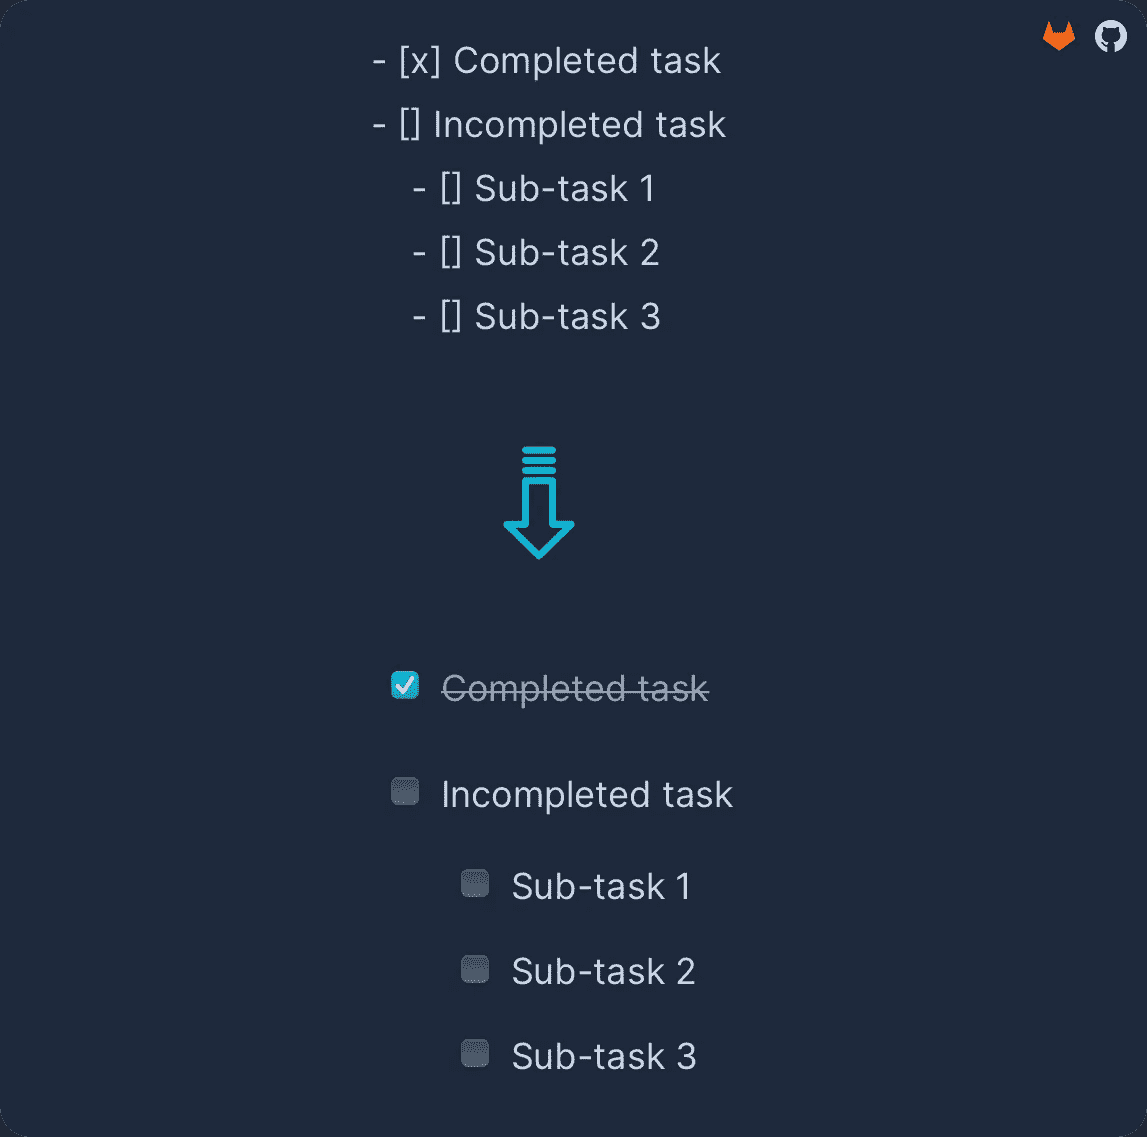 - [x] Completed task
- [] Incompleted task
- [] Sub-task 1
- [] Sub-task 2
- [] Sub-task 3
Completed task
Incompleted task
Sub-task 1
Sub-task 2
Sub-task 3